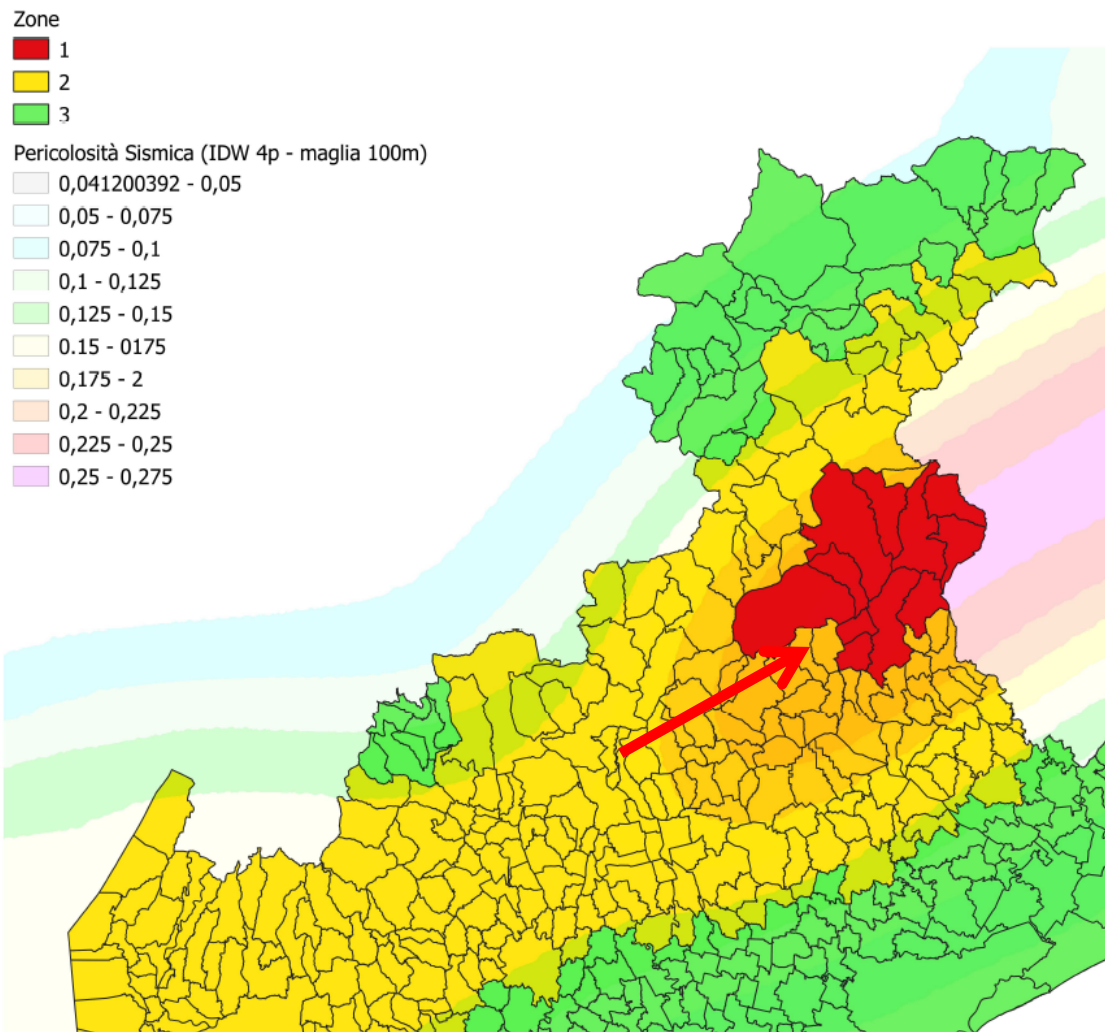 Zone
1
2
3
Pericolosità Sismica (IDW 4p - maglia 100m)
0,041200392 - 0,05
0,05 - 0,075
0,075 - 0,1
0,1 - 0,125
0,125 - 0,15
0.15 - 0175
0,175 - 2
0,2 - 0,225
0,225 - 0,25
0,25 - 0,275